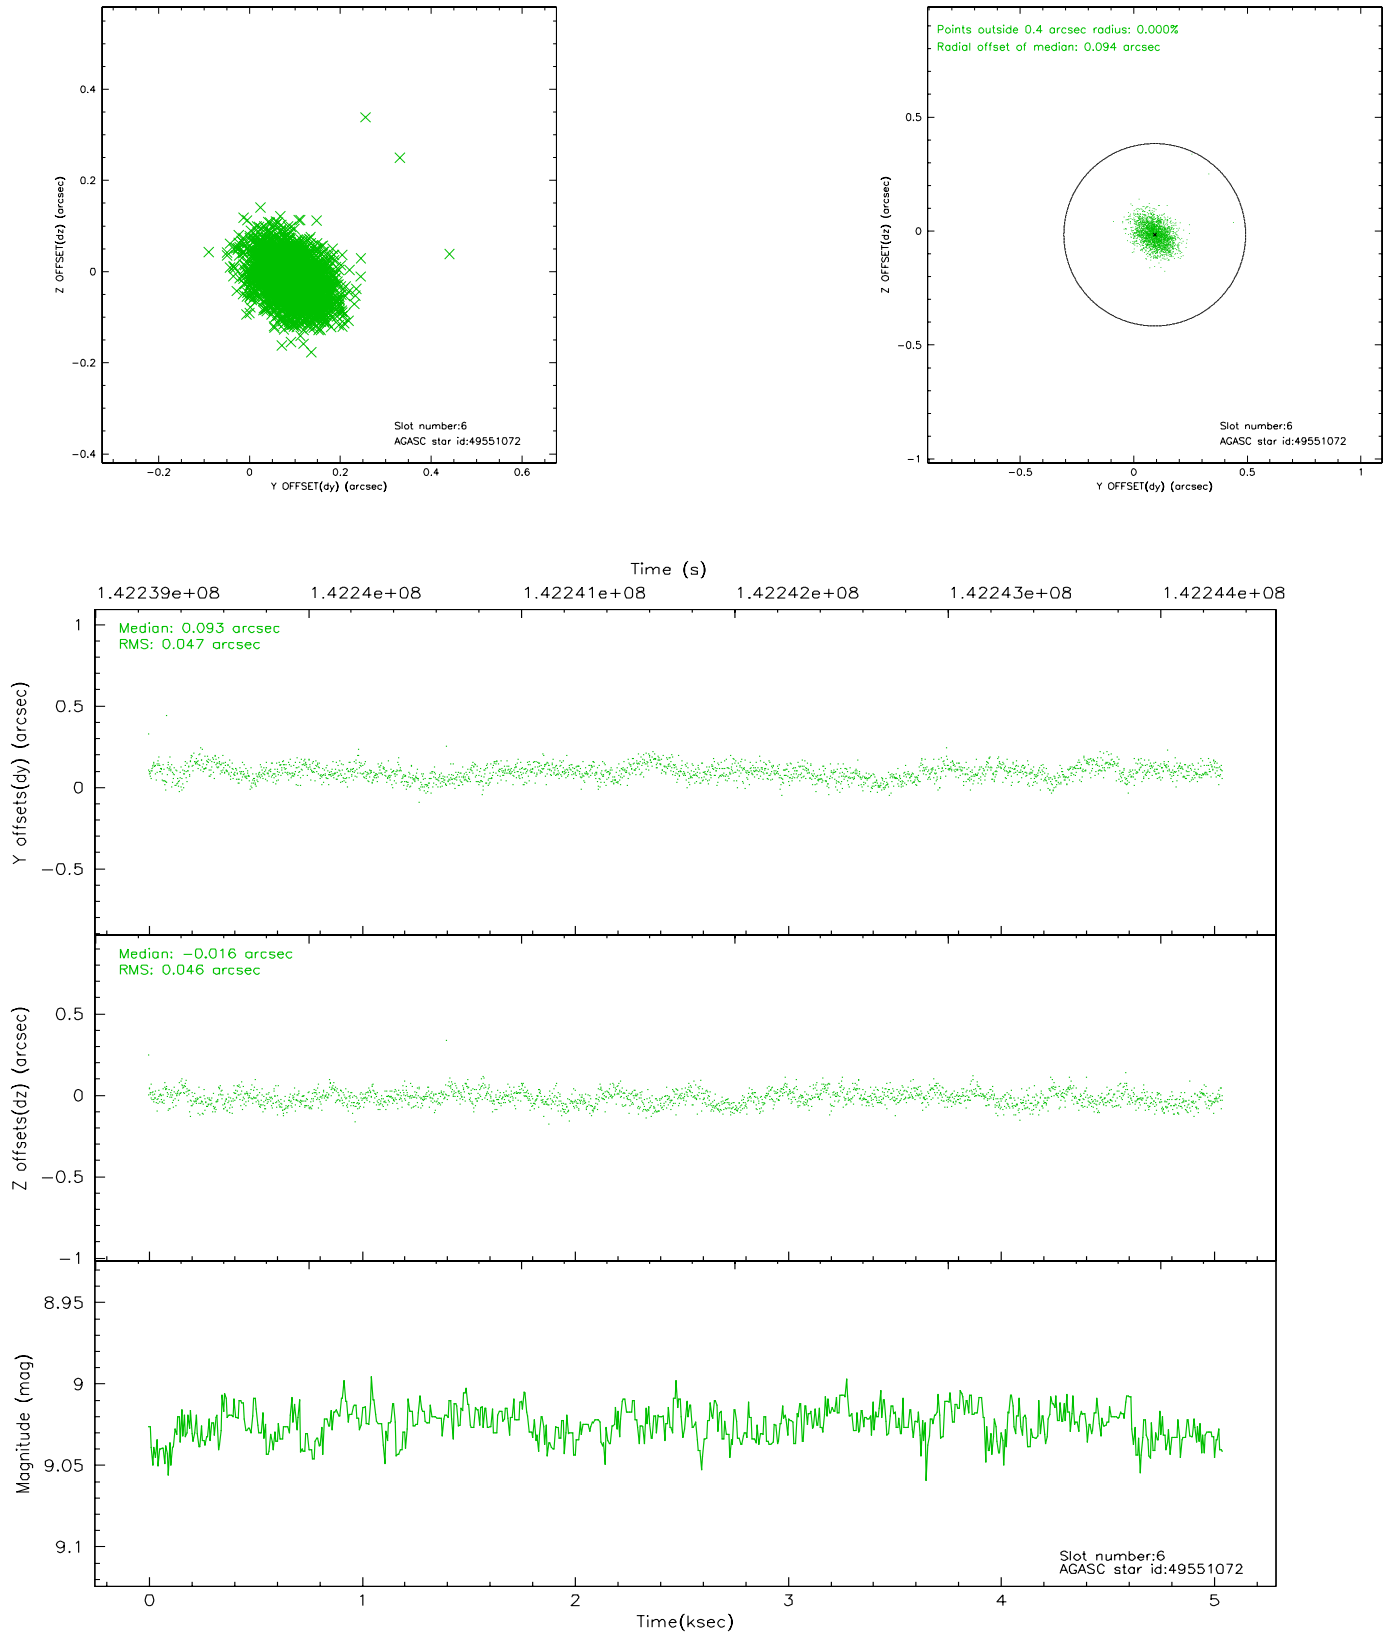 0.4
0.2
0
−0.2
−0.4
−0.2
0
0.2
0.4
0.6
Z OFFSET(dz) (arcsec)
Y OFFSET(dy) (arcsec)
Slot number:6
AGASC star id:49551072
Points outside 0.4 arcsec radius: 0.000%
Radial offset of median: 0.094 arcsec
0.5
0
−0.5
−1
−0.5
0
0.5
1
Z OFFSET(dz) (arcsec)
Y OFFSET(dy) (arcsec)
Slot number:6
AGASC star id:49551072
Time (s)
1.42239e+08
1.4224e+08
1.42241e+08
1.42242e+08
1.42243e+08
1.42244e+08
Median: 0.093 arcsec
RMS: 0.047 arcsec
1
0.5
0
−0.5
Y offsets(dy) (arcsec)
Median: −0.016 arcsec
RMS: 0.046 arcsec
0.5
0
−0.5
−1
Z offsets(dz) (arcsec)
8.95
9
9.05
9.1
Magnitude (mag)
Slot number:6
AGASC star id:49551072
0
1
2
3
4
5
Time(ksec)